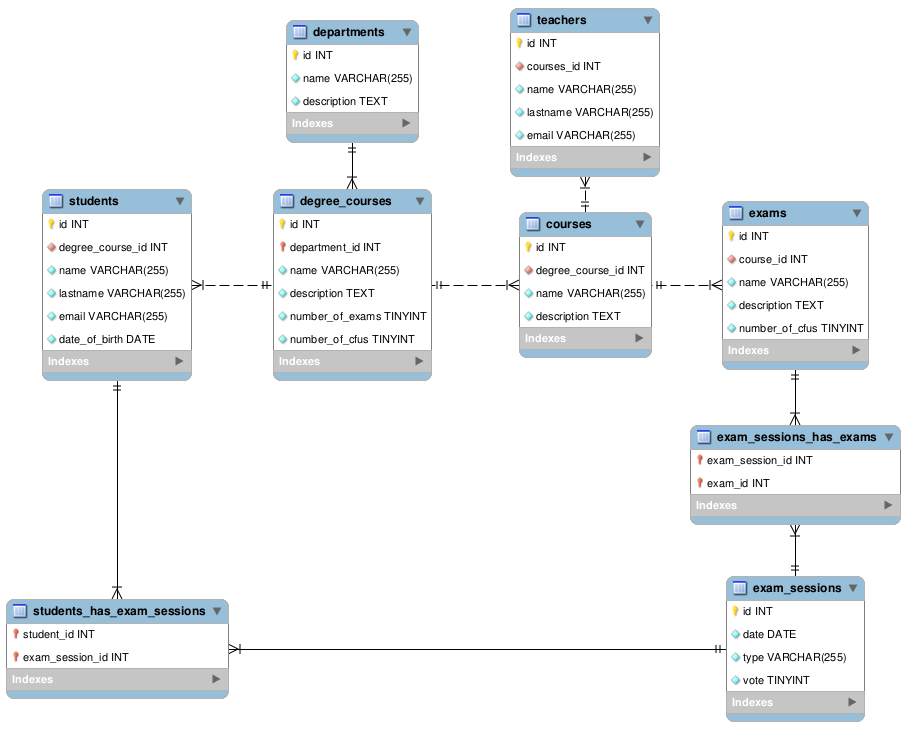 departments
id INT
name VARCHAR(255)
description TEXT
Indexes
teachers
id INT
courses_id INT
name VARCHAR(255)
lastname VARCHAR(255)
email VARCHAR(255)
Indexes
students
id INT
degree_course_id INT
name VARCHAR(255)
lastname VARCHAR(255)
email VARCHAR(255)
date_of_birth DATE
Indexes
degree_courses
id INT
department_id INT
name VARCHAR(255)
description TEXT
number_of_exams TINYINT
number_of_cfus TINYINT
Indexes
courses
id INT
degree_course_id INT
name VARCHAR(255)
description TEXT
Indexes
exams
id INT
course_id INT
name VARCHAR(255)
description TEXT
number_of_cfus TINYINT
Indexes
exam_sessions_has_exams
exam_session_id INT
exam_id INT
Indexes
students_has_exam_sessions
student_id INT
exam_session_id INT
Indexes
exam_sessions
id INT
date DATE
type VARCHAR(255)
vote TINYINT
Indexes